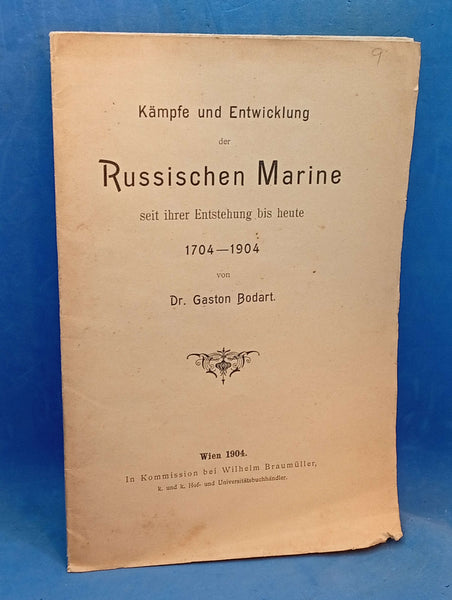 9
Kämpfe und Entwicklung
der
Russischen Marine
seit ihrer Entstehung bis heute
1704—1904
von
Dr. Gaston Bodart.
Wien 1904.
In Kommission bei Wilhelm Braumüller,
k. und k. Hof- und Universitätsbuchhändler.